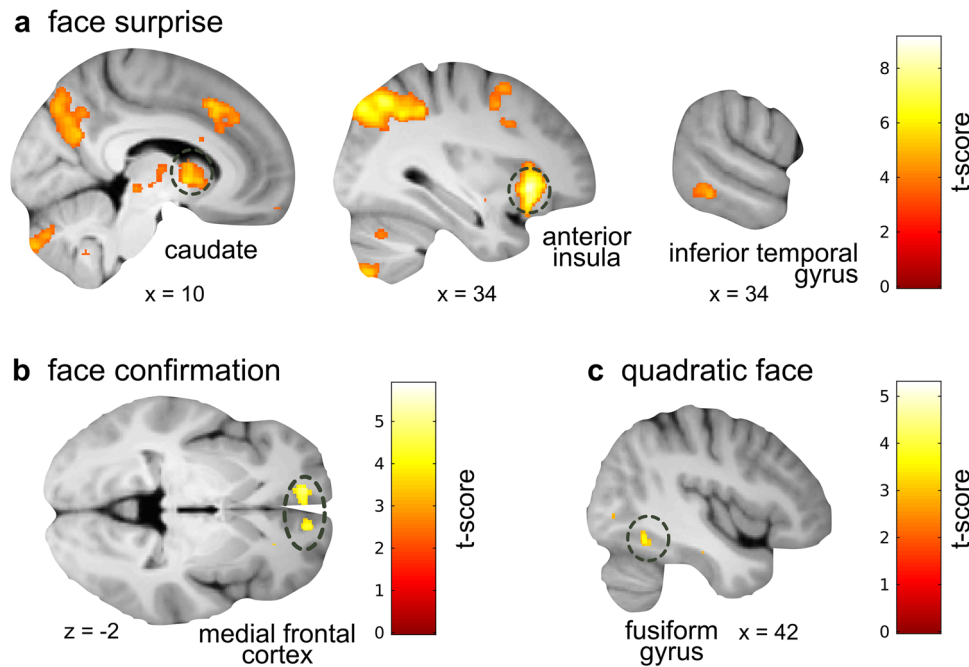 a face surprise
caudate
x = 10
anterior
insula
x = 34
inferior temporal
gyrus
x = 34
8
6
4
2
0
t-score
b face confirmation
z = -2
medial frontal
cortex
5
4
3
2
1
0
t-score
c quadratic face
fusiform
gyrus
x = 42
5
4
3
2
1
0
t-score